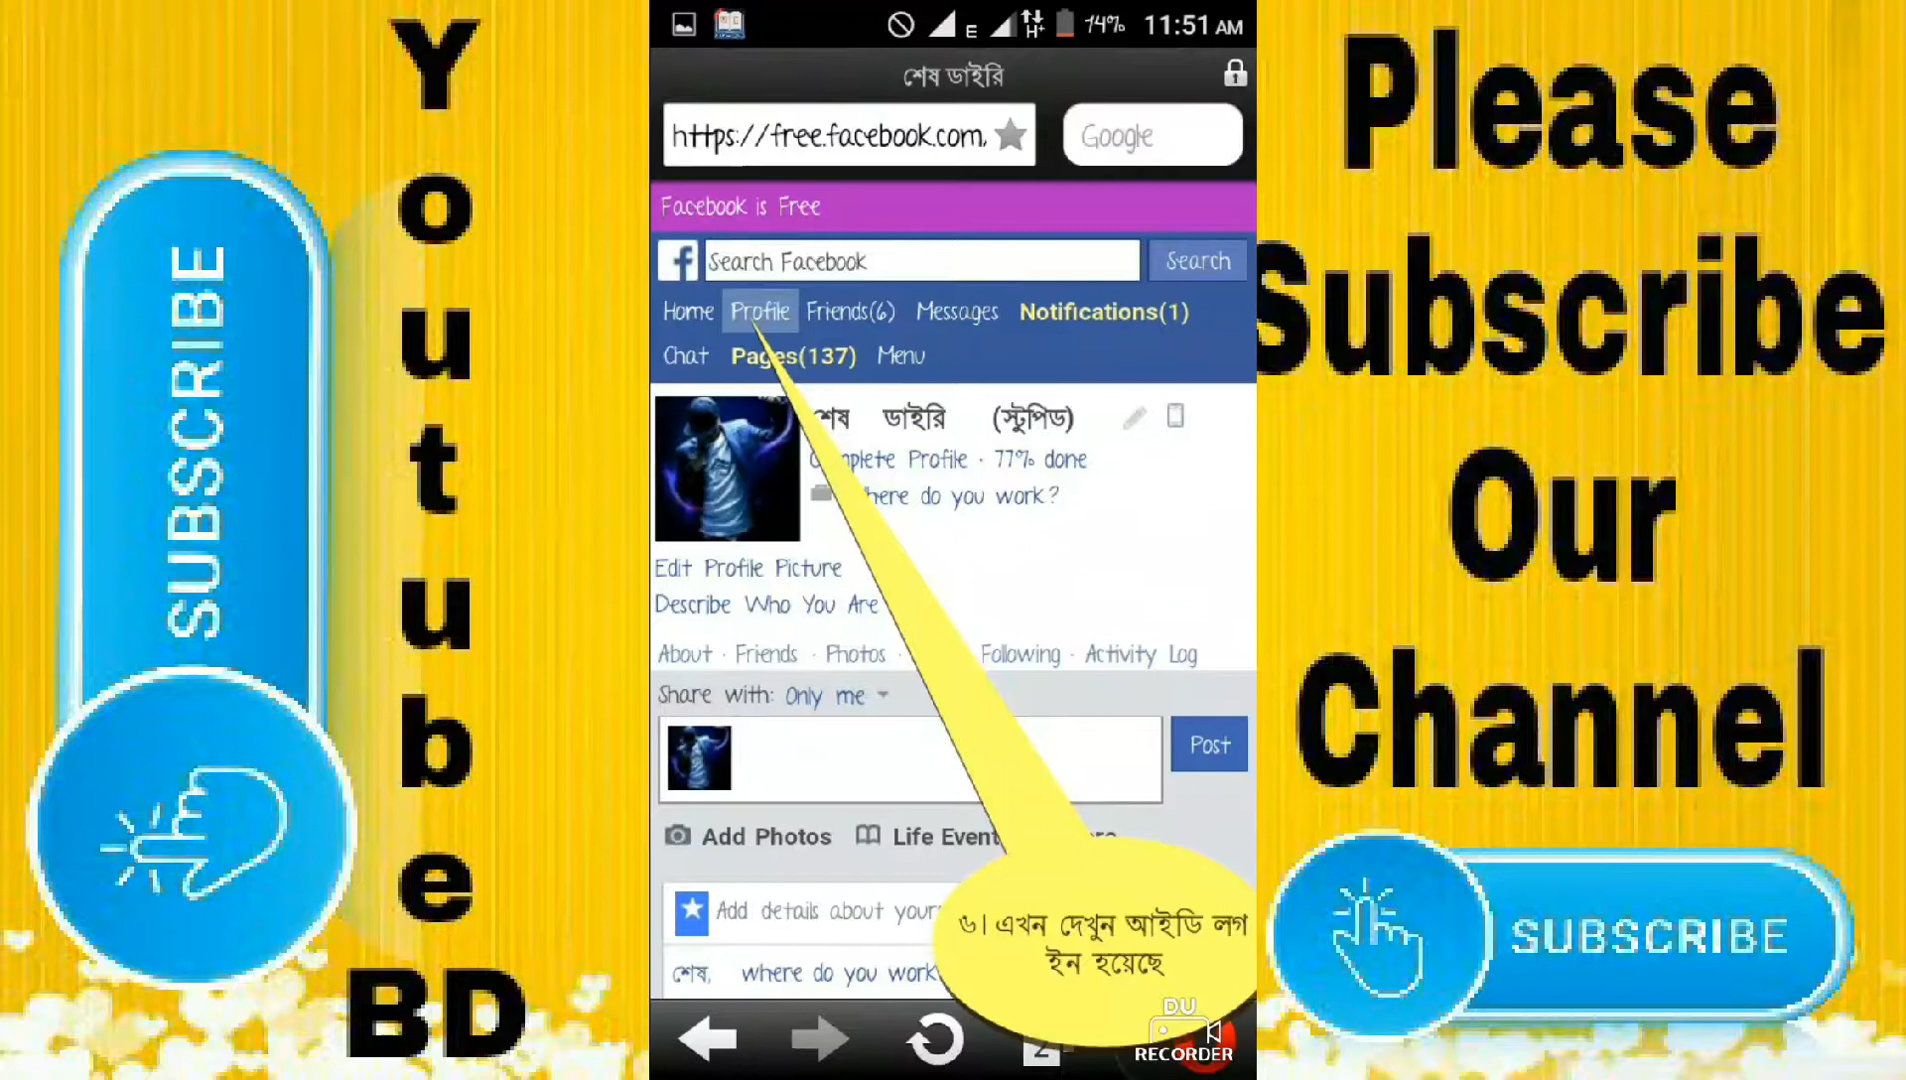 Youtube
BD
SUBSCRIBE
E H+ 14% 11:51 AM
শেষ ডাইরি
https://free.facebook.com, Google
Facebook is Free
Search Facebook Search
Home Profile Friends(6) Messages Notifications(1)
Chat Pages(137) Menu
শেষ ডাইরি (স্টুপিড)
Complete Profile · 77% done
where do you work?
Edit Profile Picture
Describe Who You Are
About · Friends · Photos · Following · Activity Log
Share with: Only me
Post
Add Photos Life Event
Add details about your
শেষ, where do you work
৬। এখন দেখুন আইডি লগ
ইন হয়েছে
2
DU
RECORDER
Please
Subscribe
Our
Channel
SUBSCRIBE